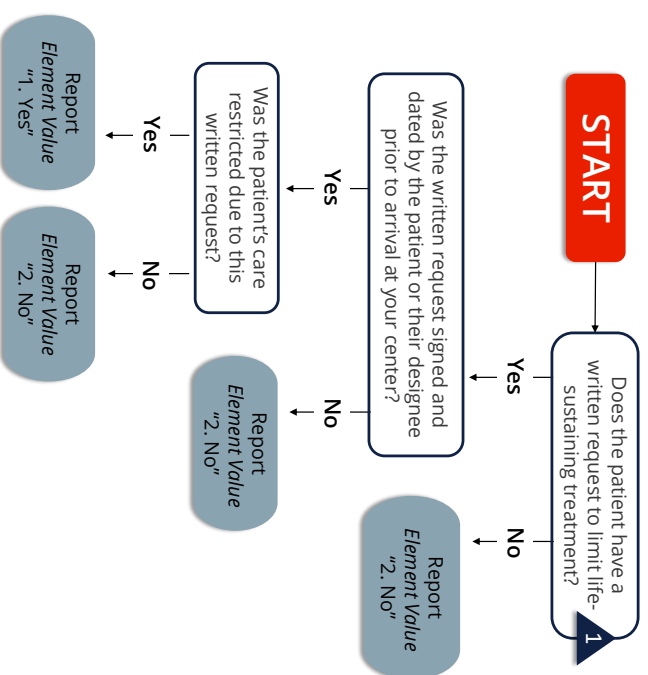 START
Does the patient have a
written request to limit life-
sustaining treatment?
1
Yes
No
Report
Element Value
"2. No"
Was the written request signed and
dated by the patient or their designee
prior to arrival at your center?
Yes
No
Report
Element Value
"2. No"
Was the patient’s care
restricted due to this
written request?
Yes
No
Report
Element Value
"1. Yes"
Report
Element Value
"2. No"